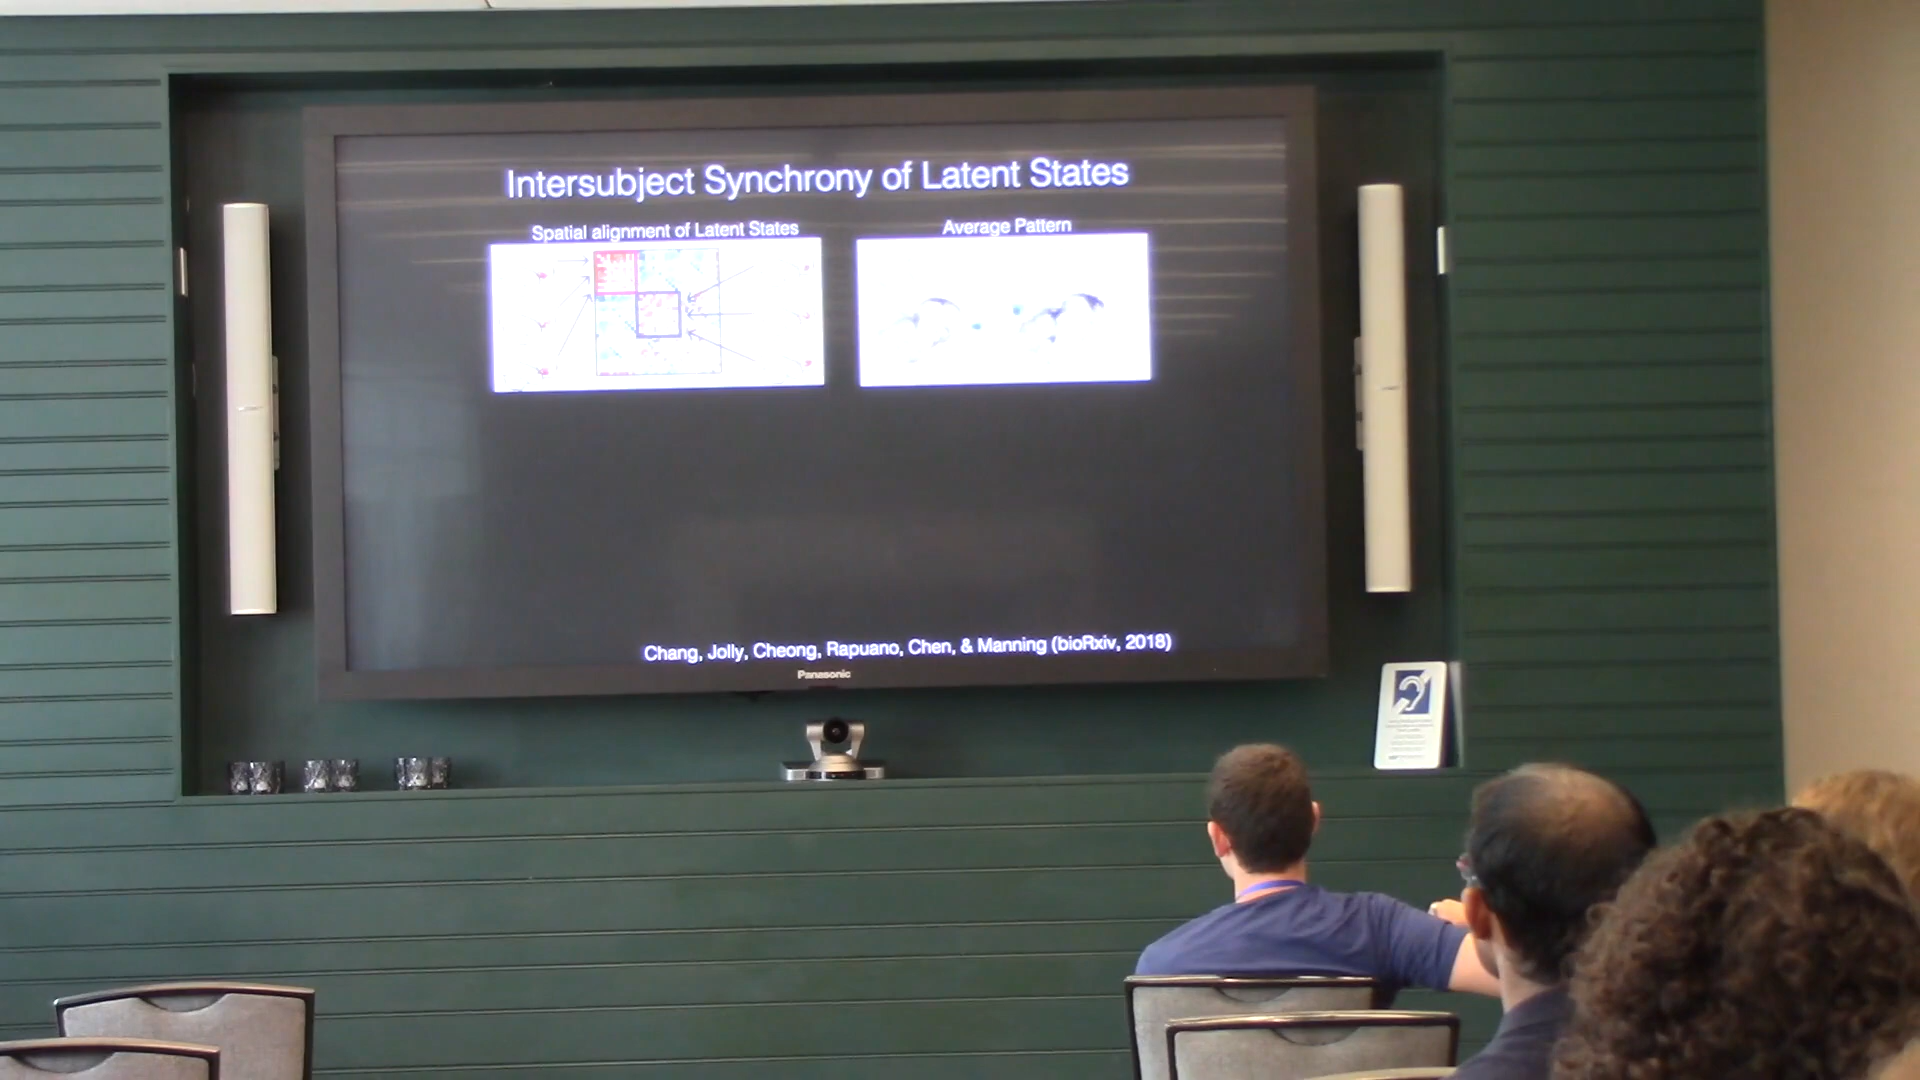 Intersubject Synchrony of Latent States
Spatial alignment of Latent States
Average Pattern
Chang, Jolly, Cheong, Rapuano, Chen, & Manning (bioRxiv, 2018)
Panasonic